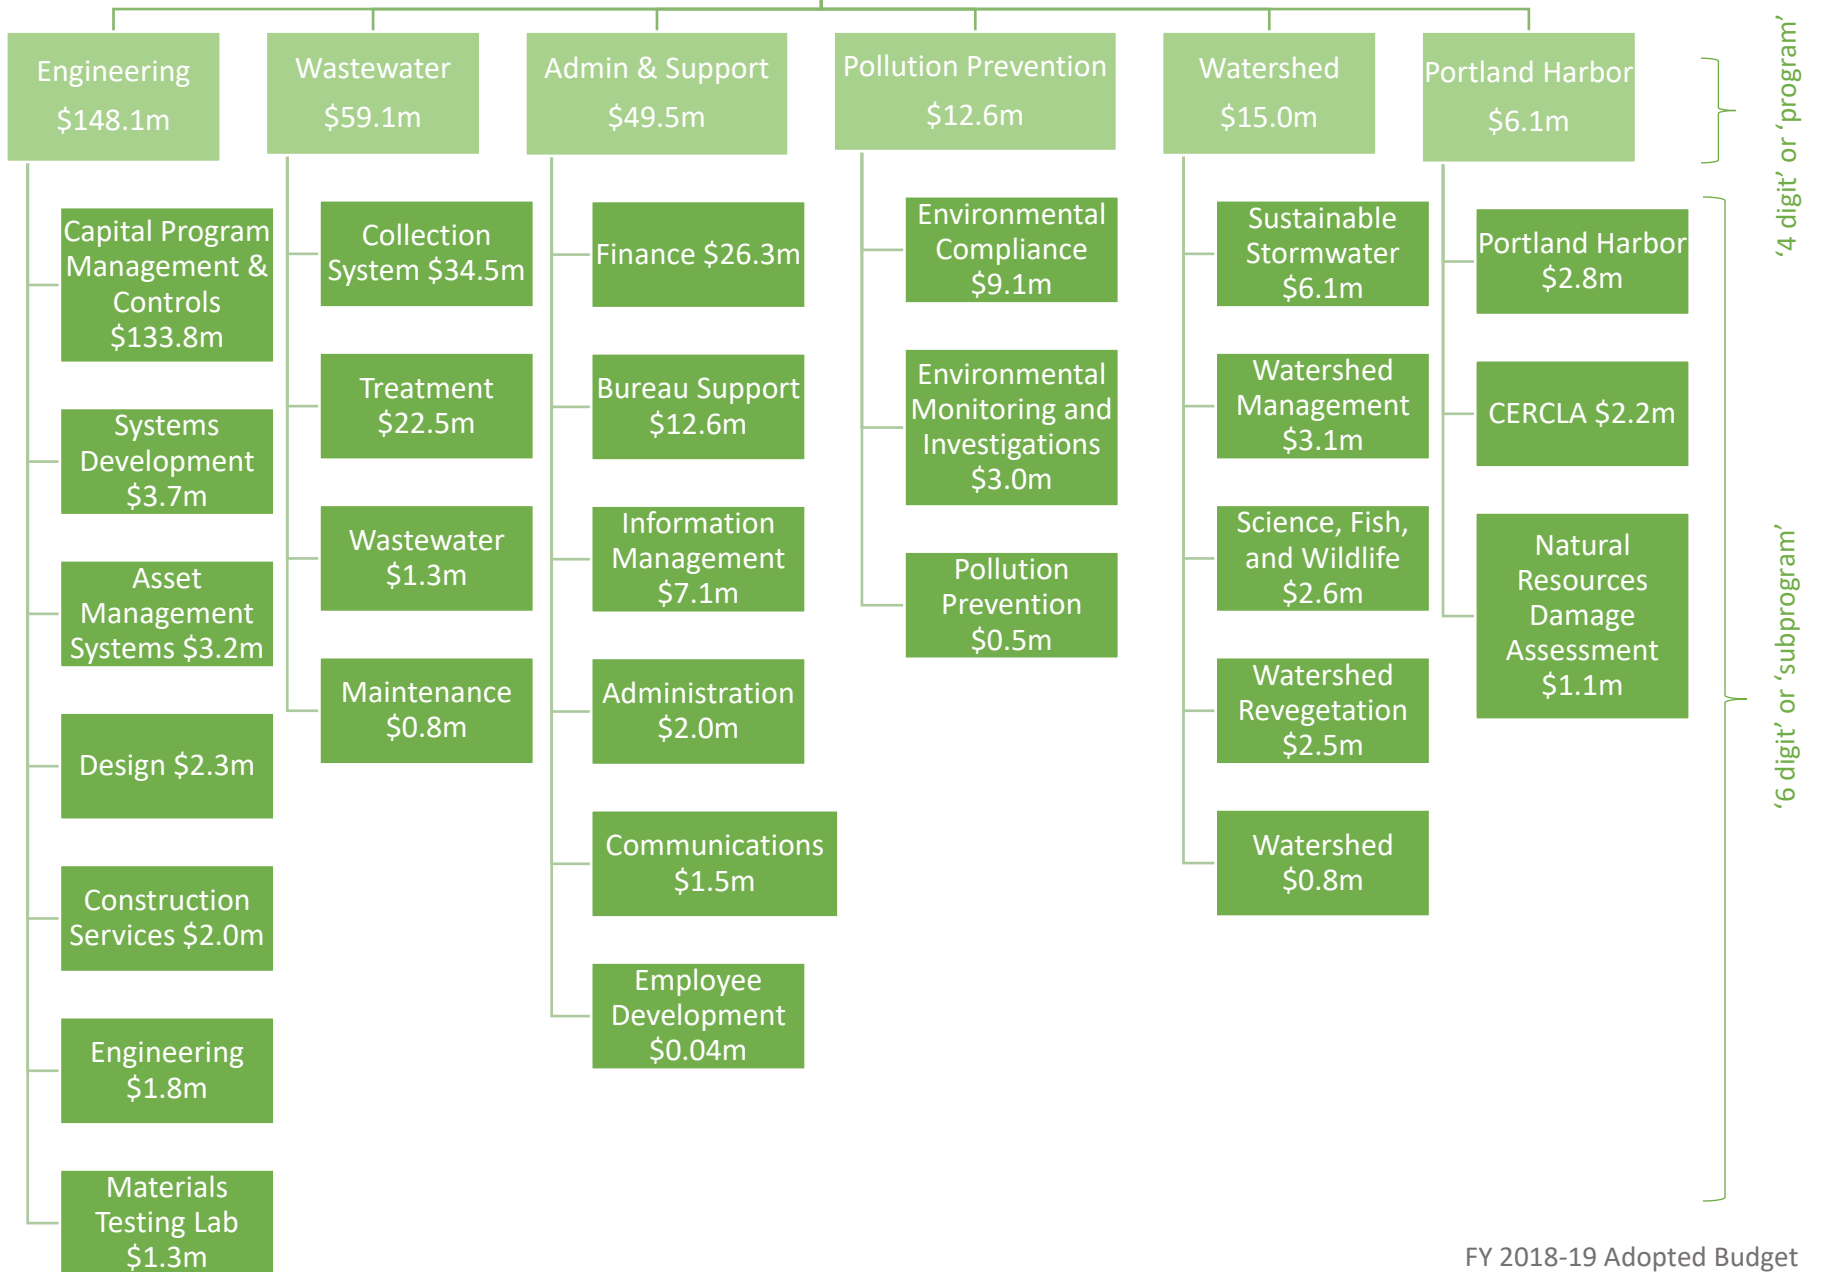 Engineering
$148.1m
Capital Program
Management &
Controls
$133.8m
Systems
Development
$3.7m
Asset
Management
Systems $3.2m
Design $2.3m
Construction
Services $2.0m
Engineering
$1.8m
Materials
Testing Lab
$1.3m
Wastewater
$59.1m
Collection
System $34.5m
Treatment
$22.5m
Wastewater
$1.3m
Maintenance
$0.8m
Admin & Support
$49.5m
Finance $26.3m
Bureau Support
$12.6m
Information
Management
$7.1m
Administration
$2.0m
Communications
$1.5m
Employee
Development
$0.04m
Pollution Prevention
$12.6m
Environmental
Compliance
$9.1m
Environmental
Monitoring and
Investigations
$3.0m
Pollution
Prevention
$0.5m
Watershed
$15.0m
Sustainable
Stormwater
$6.1m
Watershed
Management
$3.1m
Science, Fish,
and Wildlife
$2.6m
Watershed
Revegetation
$2.5m
Watershed
$0.8m
Portland Harbor
$6.1m
Portland Harbor
$2.8m
CERCLA $2.2m
Natural
Resources
Damage
Assessment
$1.1m
‘4 digit’ or ‘program’
‘6 digit’ or ‘subprogram’
FY 2018-19 Adopted Budget